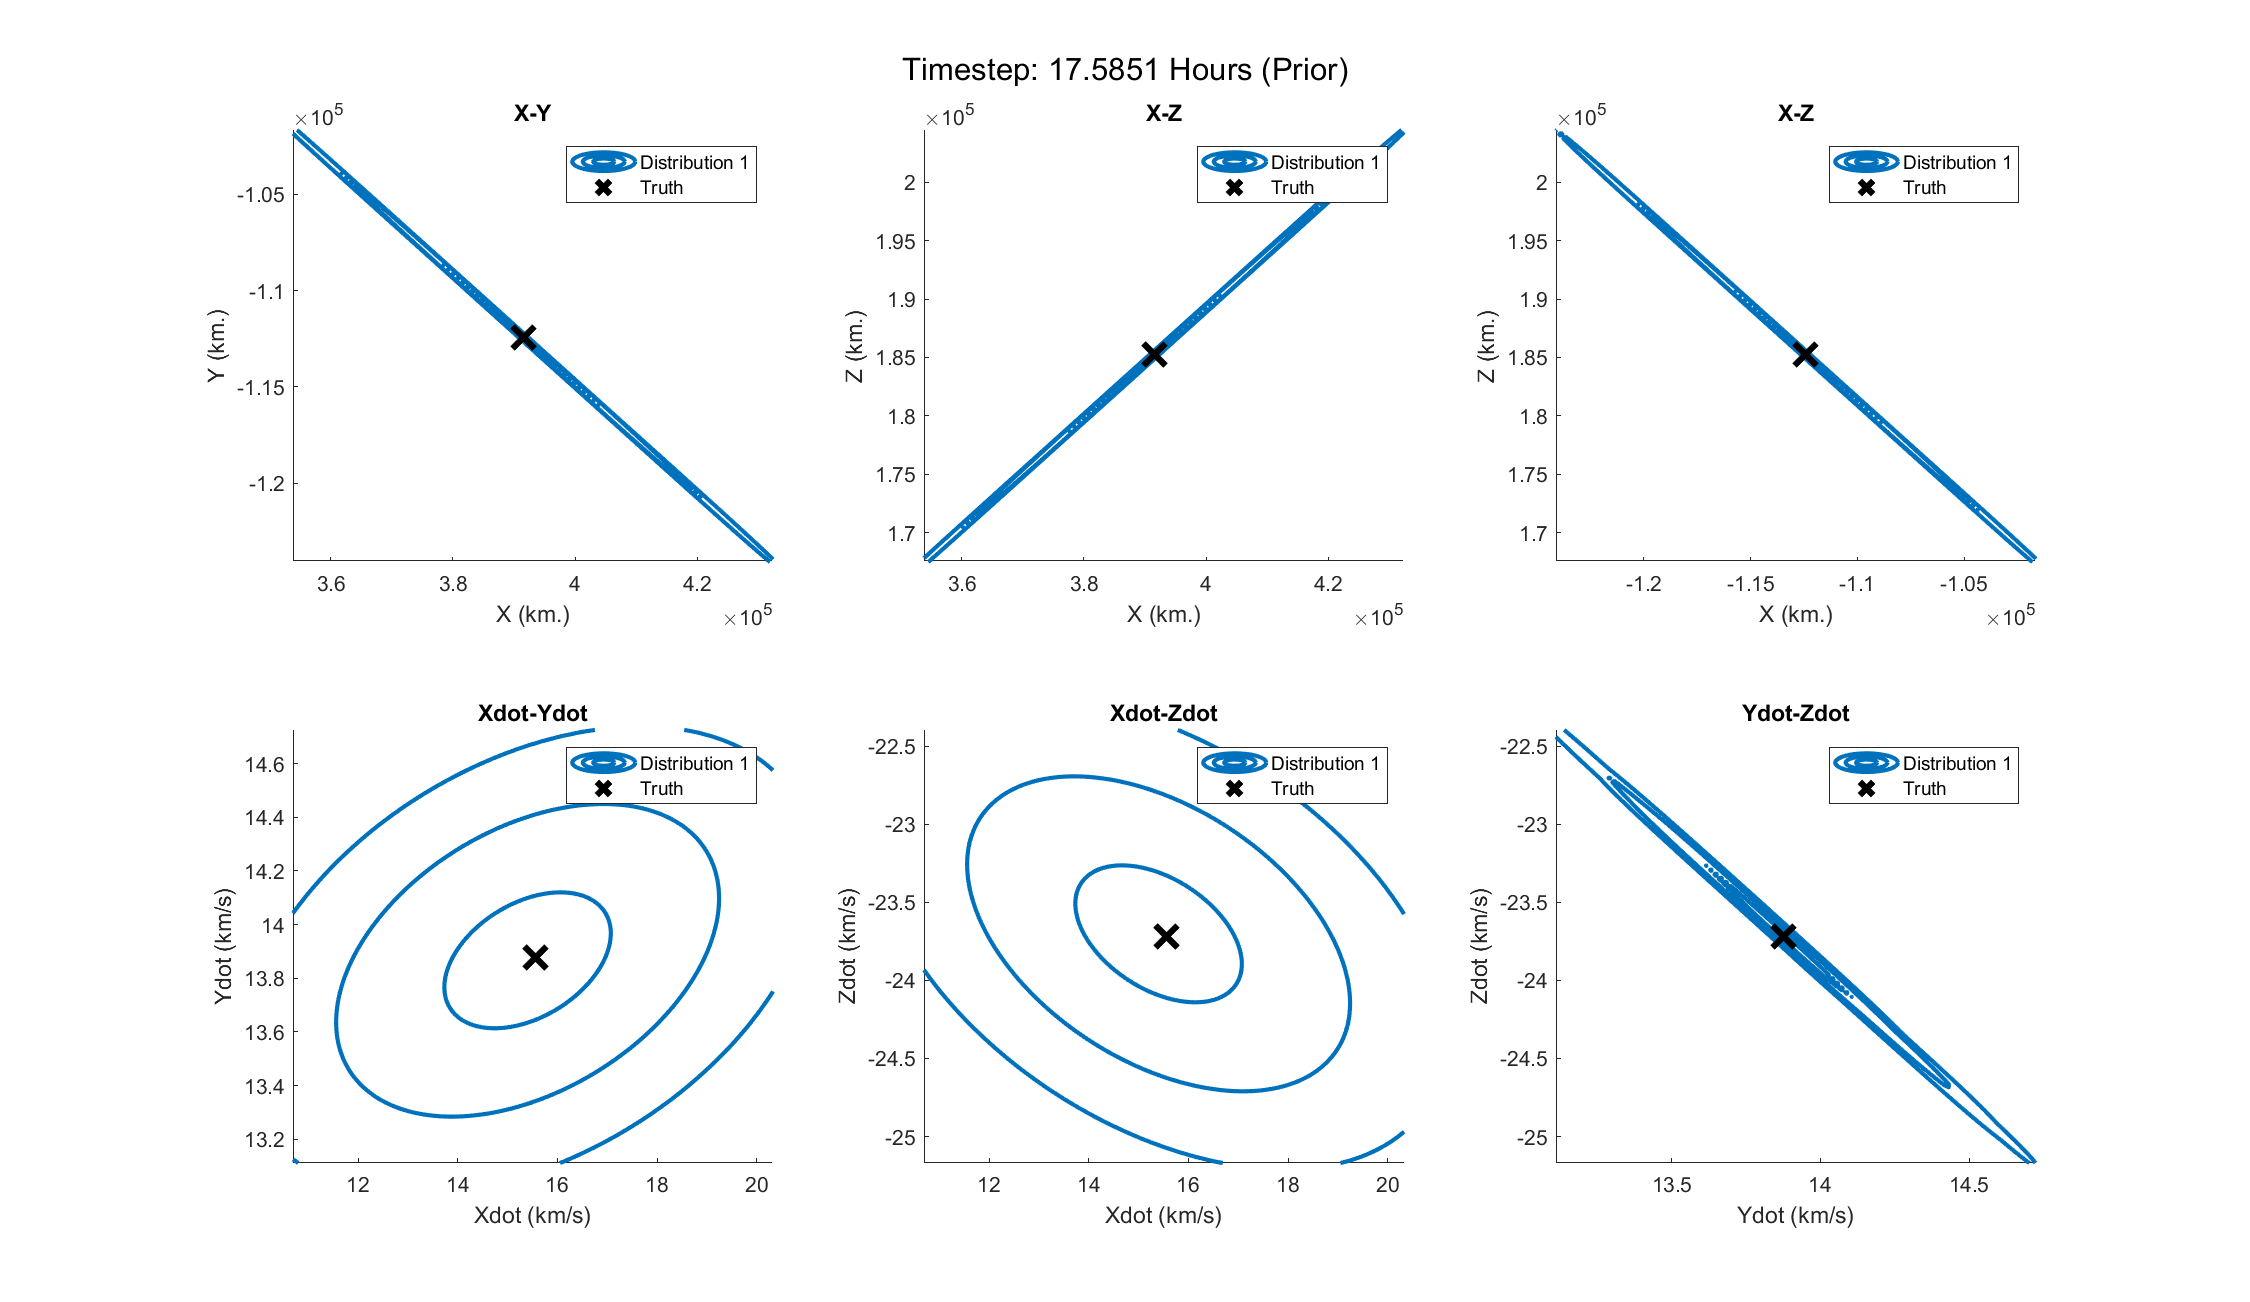 Timestep: 17.5851 Hours (Prior)
X-Y
×10^5
Distribution 1
Truth
-1.05
-1.1
-1.15
-1.2
Y (km.)
3.6 3.8 4 4.2
X (km.)
×10^5
X-Z
×10^5
Distribution 1
Truth
2
1.95
1.9
1.85
1.8
1.75
1.7
Z (km.)
3.6 3.8 4 4.2
X (km.)
×10^5
X-Z
×10^5
Distribution 1
Truth
2
1.95
1.9
1.85
1.8
1.75
1.7
Z (km.)
-1.2 -1.15 -1.1 -1.05
X (km.)
×10^5
Xdot-Ydot
Distribution 1
Truth
14.6
14.4
14.2
14
13.8
13.6
13.4
13.2
Ydot (km/s)
12 14 16 18 20
Xdot (km/s)
Xdot-Zdot
Distribution 1
Truth
-22.5
-23
-23.5
-24
-24.5
-25
Zdot (km/s)
12 14 16 18 20
Xdot (km/s)
Ydot-Zdot
Distribution 1
Truth
-22.5
-23
-23.5
-24
-24.5
-25
Zdot (km/s)
13.5 14 14.5
Ydot (km/s)